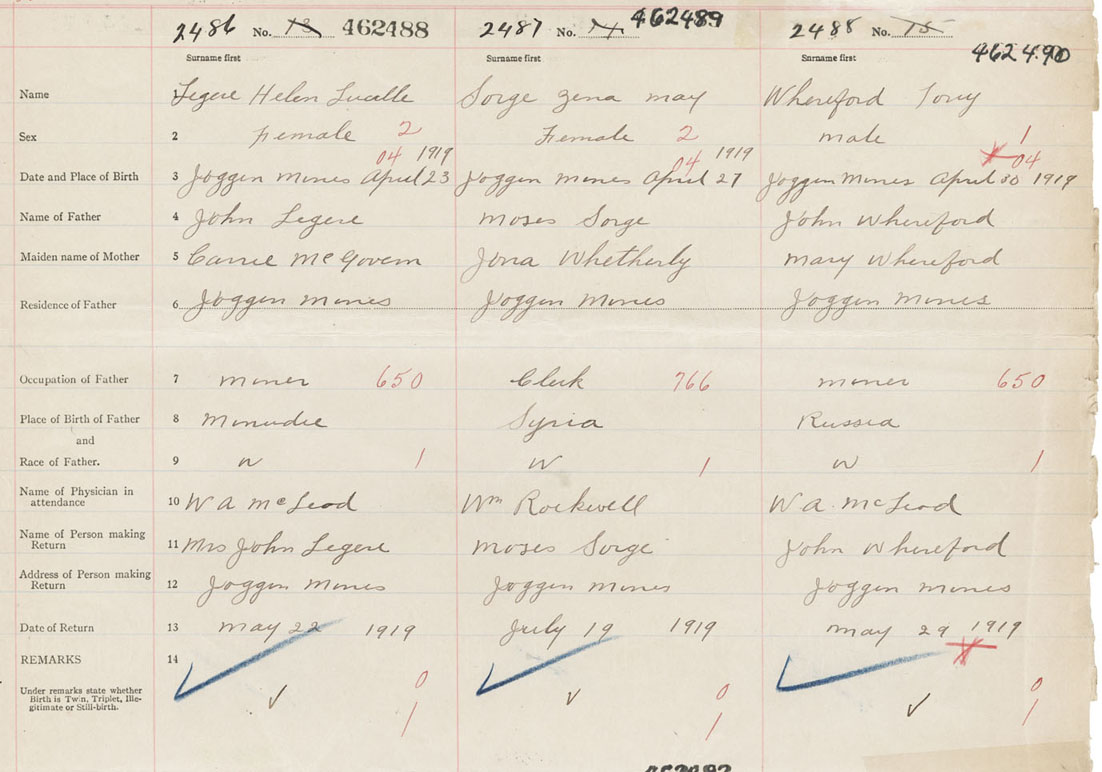 2486 No. 13 462488 2487 No. 14 462489 2488 No. 15 462490
Surname first Surname first Surname first
Name 1 Legere Helen Lucille Sorge Zena May Whereford Tony
Sex 2 Female 2 Female 2 male 1
04 1919 04 1919 04
Date and Place of Birth 3 Joggin Mines April 23 Joggin Mines April 27 Joggin Mines April 30 1919
Name of Father 4 John Legere Moses Sorge John Whereford
Maiden name of Mother 5 Carrie McGovern Jona Whetherly Mary Whereford
Residence of Father 6 Joggin Mines Joggin Mines Joggin Mines
Occupation of Father 7 miner 650 Clerk 766 miner 650
Place of Birth of Father 8 Minudie Syria Russia
and
Race of Father. 9 W 1 W 1 W 1
Name of Physician in
attendance 10 W A McLeod Wm Rockwell W A McLeod
Name of Person making
Return 11 Mrs John Legere Moses Sorge John Whereford
Address of Person making
Return 12 Joggin Mines Joggin Mines Joggin Mines
Date of Return 13 May 22 1919 July 19 1919 May 29 1919
REMARKS 14
Under remarks state whether 0 0 0
Birth is Twin, Triplet, Ille-
gitimate or Still-birth. 1 1 1